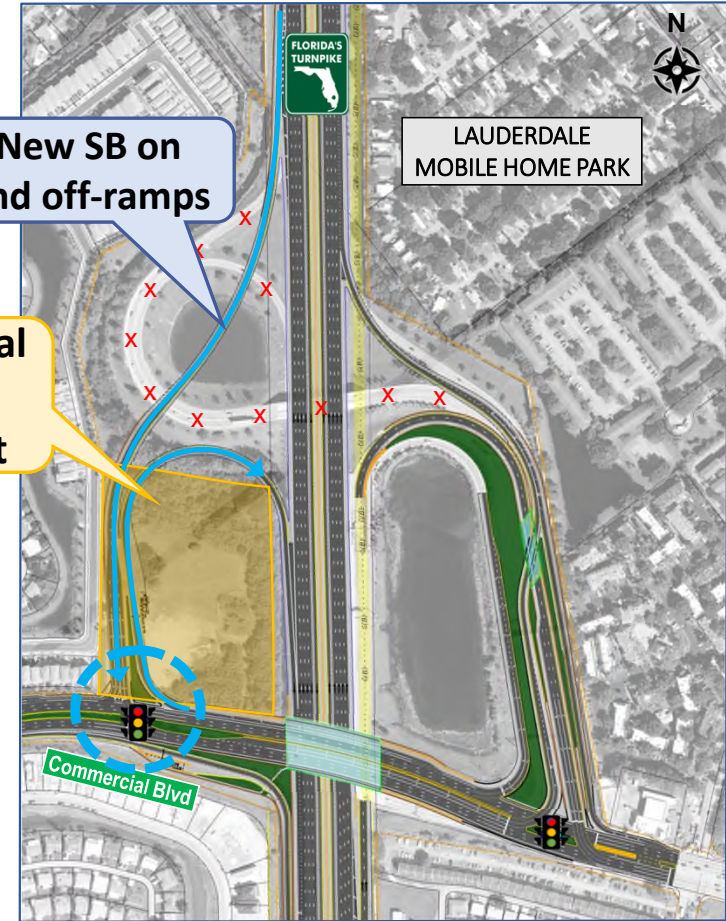 N
FLORIDA'S
TURNPIKE
LAUDERDALE
MOBILE HOME PARK
New SB on
nd off-ramps
x
x
x
x
x
x
x
x
x
x
x
x
al
t
Commercial Blvd